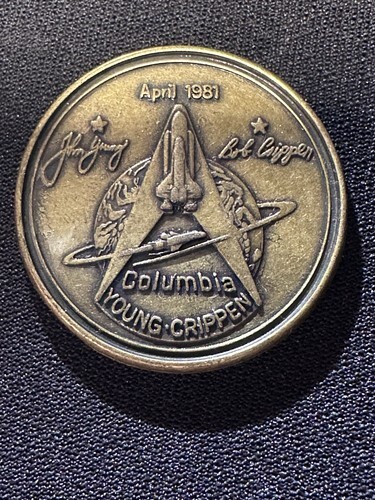 April 1981
John Young
Bob Crippen
Columbia
YOUNG·CRIPPEN